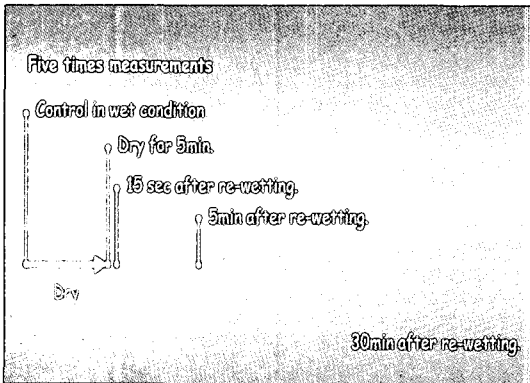 Five times measurements
Control in wet condition
Dry for 5min.
15 sec after re-wetting.
5min after re-wetting.
Dry
30min after re-wetting.